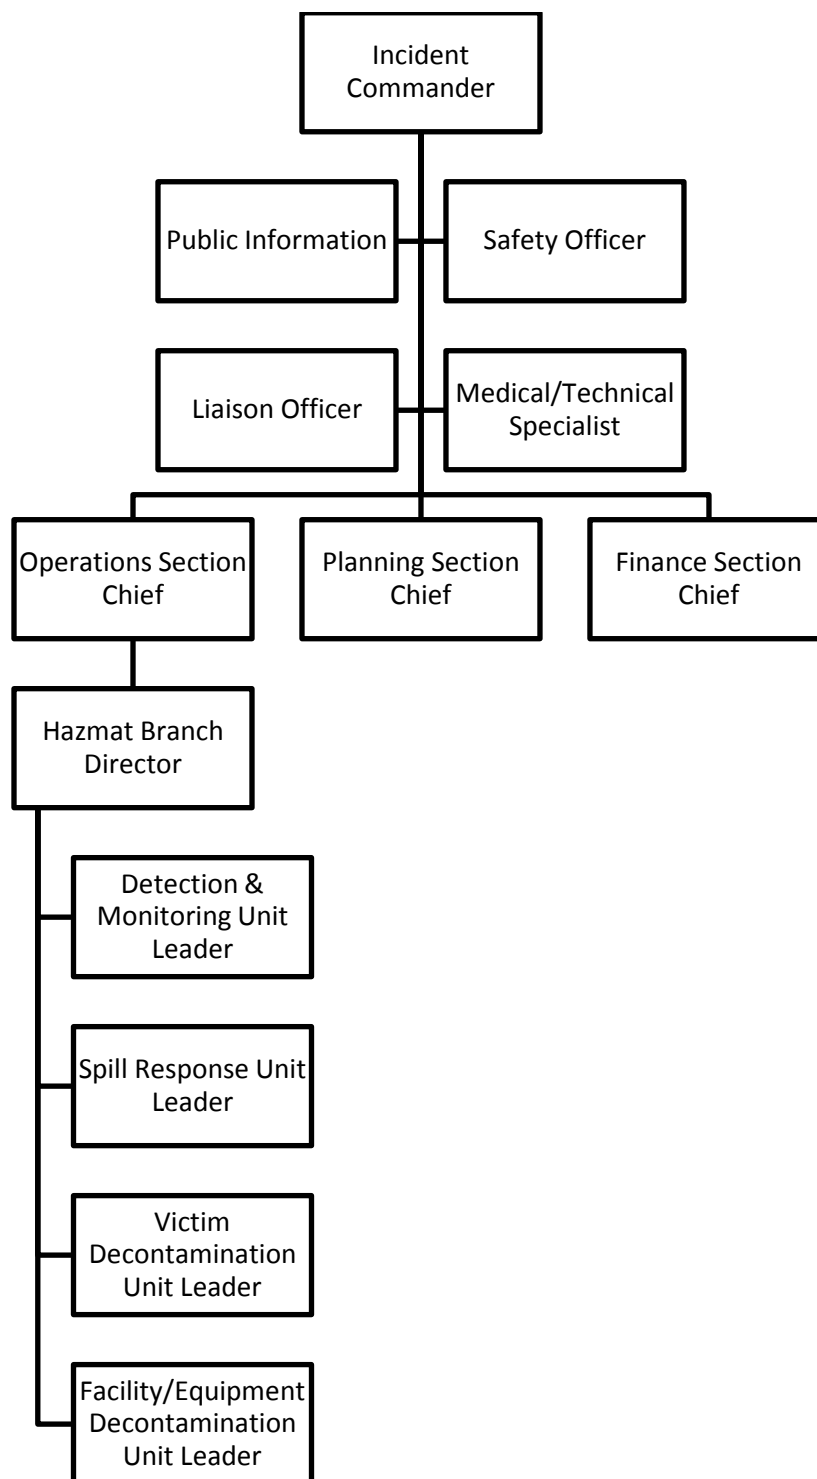 Incident
Commander
Public Information
Safety Officer
Liaison Officer
Medical/Technical
Specialist
Operations Section
Chief
Planning Section
Chief
Finance Section
Chief
Hazmat Branch
Director
Detection &
Monitoring Unit
Leader
Spill Response Unit
Leader
Victim
Decontamination
Unit Leader
Facility/Equipment
Decontamination
Unit Leader